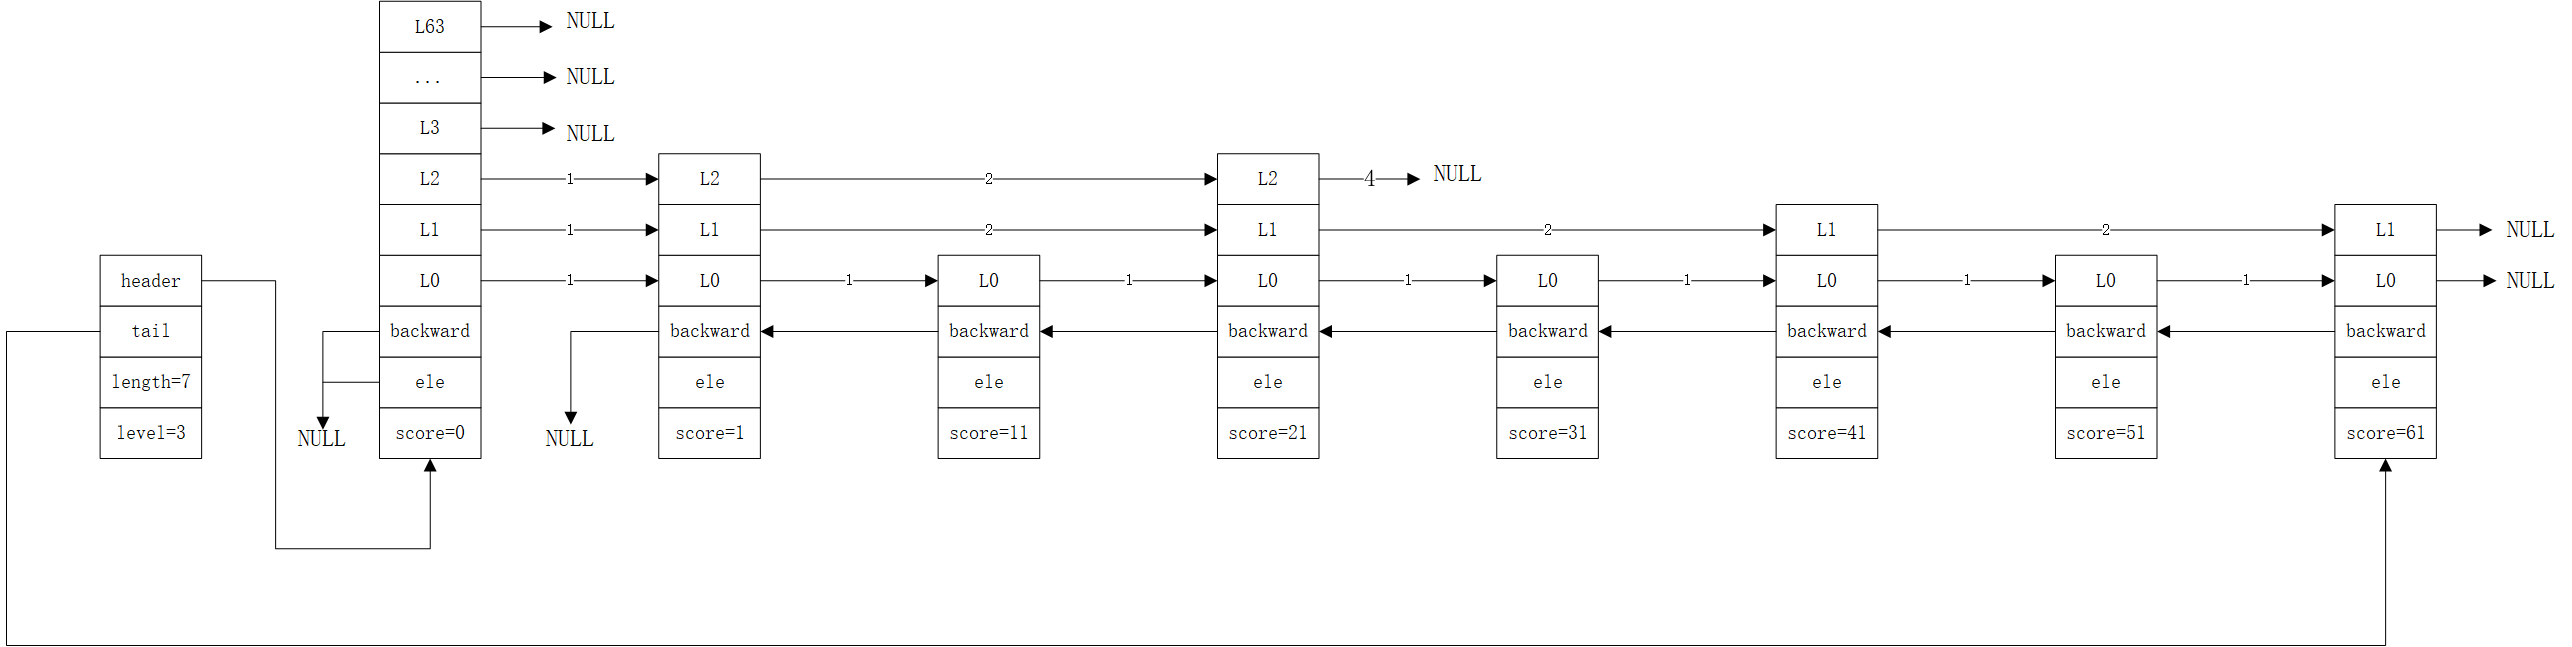 L63 NULL
... NULL
L3 NULL
L2 1 L2 2 L2 4 NULL
L1 1 L1 2 L1 2 L1 2 L1 NULL
header L0 1 L0 1 L0 1 L0 1 L0 1 L0 1 L0 1 L0 NULL
tail backward backward backward backward backward backward backward backward
length=7 ele ele ele ele ele ele ele ele
level=3 NULL score=0 NULL score=1 score=11 score=21 score=31 score=41 score=51 score=61